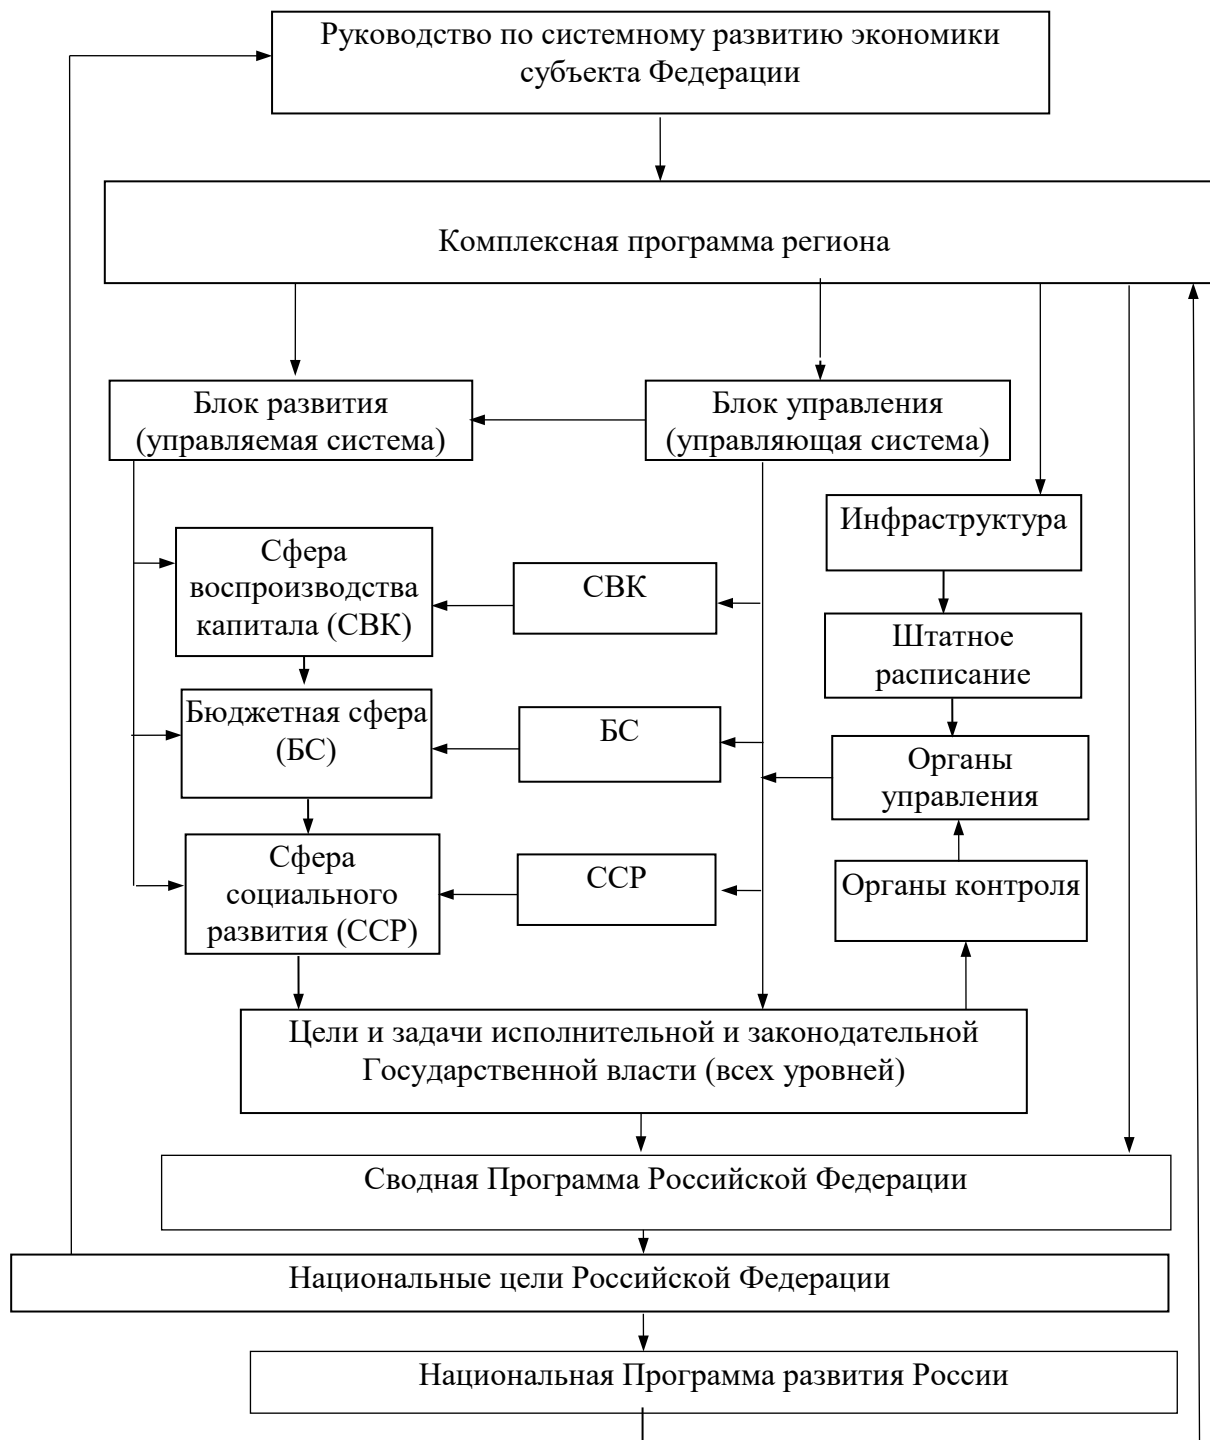 Руководство по системному развитию экономики
субъекта Федерации
Комплексная программа региона
Блок развития
(управляемая система)
Блок управления
(управляющая система)
Инфраструктура
Сфера
воспроизводства
капитала (СВК)
СВК
Штатное
расписание
Бюджетная сфера
(БС)
БС
Органы
управления
Сфера
социального
развития (ССР)
ССР
Органы контроля
Цели и задачи исполнительной и законодательной
Государственной власти (всех уровней)
Сводная Программа Российской Федерации
Национальные цели Российской Федерации
Национальная Программа развития России